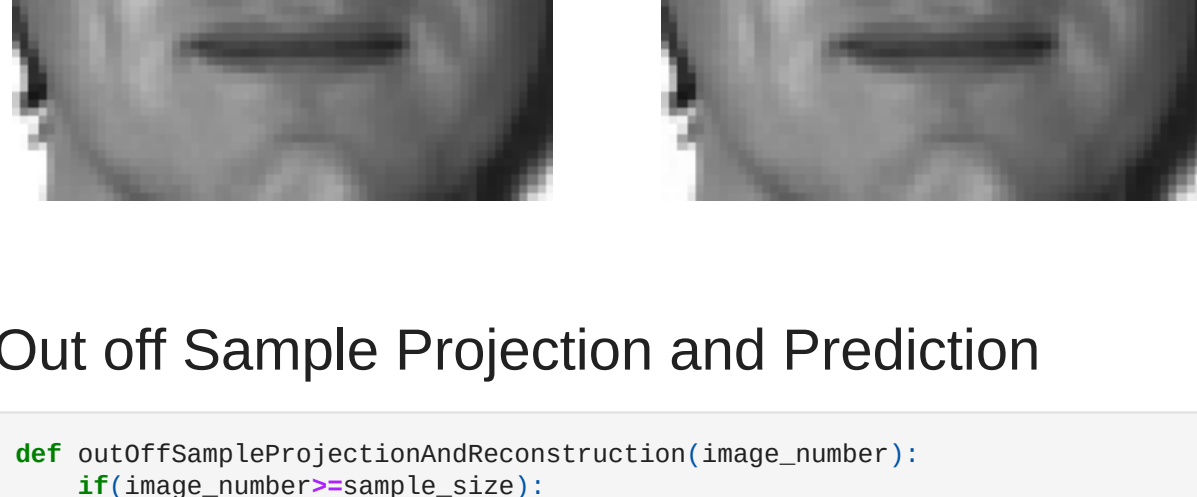 Out off Sample Projection and Prediction
def outOffSampleProjectionAndReconstruction(image_number):
    if(image_number>=sample_size):